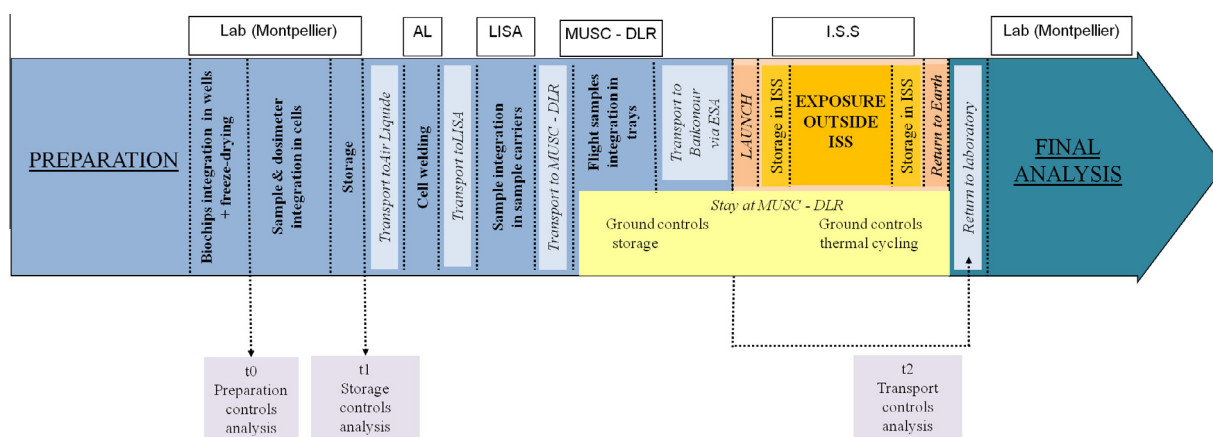 Lab (Montpellier)
AL
LISA
MUSC - DLR
I.S.S
Lab (Montpellier)
PREPARATION
Biochips integration in wells
+ freeze-drying
Sample & dosimeter
integration in cells
Storage
Transport toAir Liquide
Cell welding
Transport toLISA
Sample integration
in sample carriers
Transport to MUSC - DLR
Flight samples
integration in
trays
Transport to
Baikonour
via ESA
LAUNCH
Storage in ISS
EXPOSURE
OUTSIDE
ISS
Storage in ISS
Return to Earth
Return to laboratory
FINAL
ANALYSIS
Stay at MUSC - DLR
Ground controls
storage
Ground controls
thermal cycling
t0
Preparation
controls
analysis
t1
Storage
controls
analysis
t2
Transport
controls
analysis